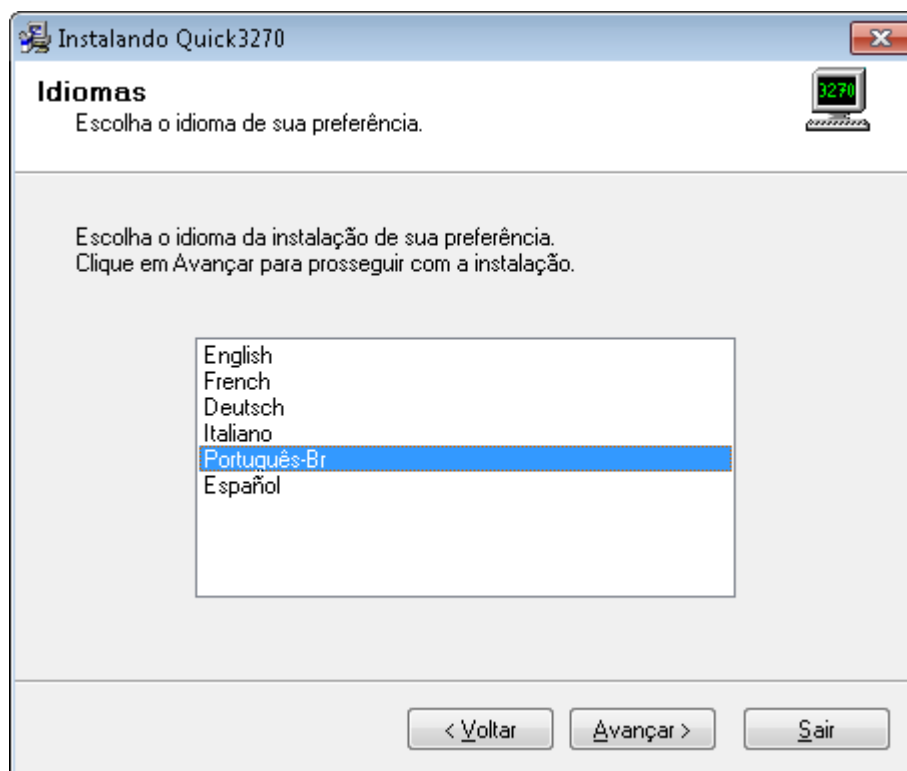 Instalando Quick3270
Idiomas
Escolha o idioma de sua preferência.
3270
Escolha o idioma da instalação de sua preferência.
Clique em Avançar para prosseguir com a instalação.
English
French
Deutsch
Italiano
Português-Br
Español
< Voltar
Avançar >
Sair